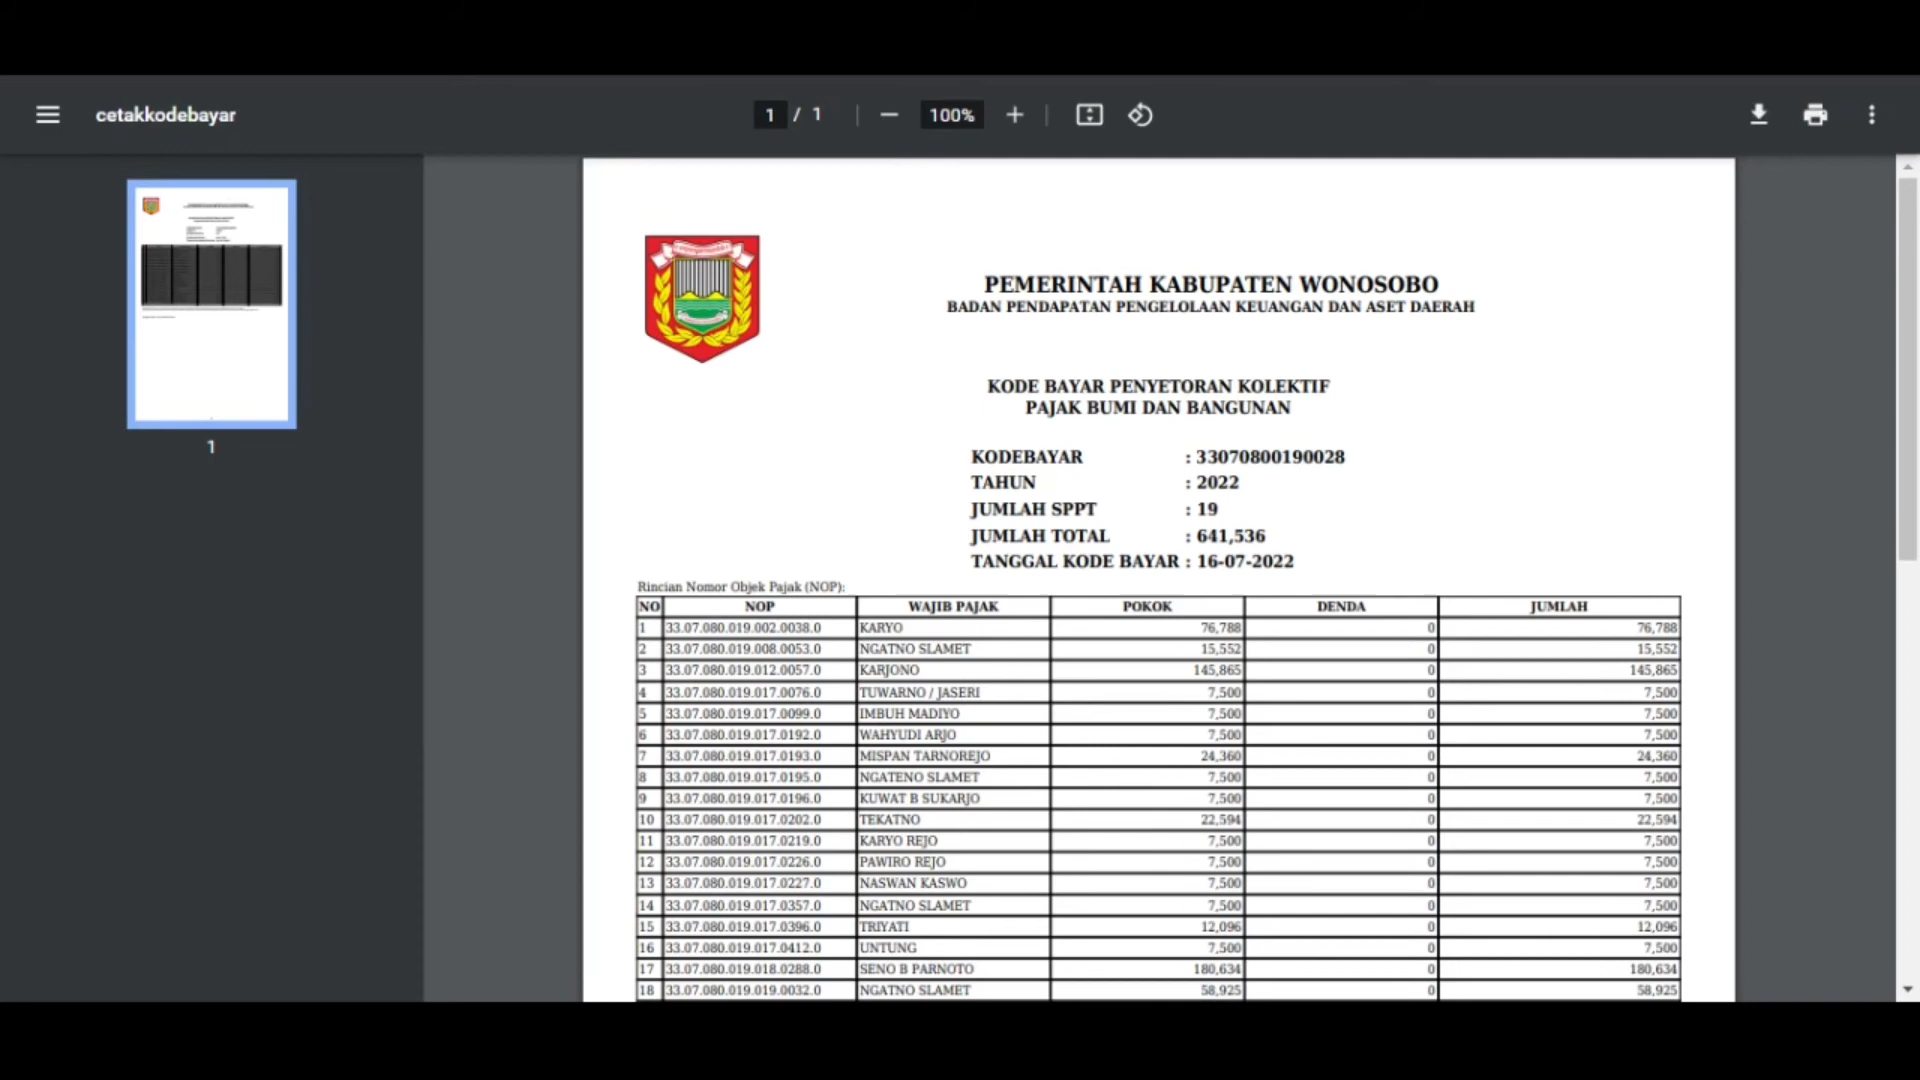 cetakkodebayar
1 / 1
100%
1
PEMERINTAH KABUPATEN WONOSOBO
BADAN PENDAPATAN PENGELOLAAN KEUANGAN DAN ASET DAERAH
KODE BAYAR PENYETORAN KOLEKTIF
PAJAK BUMI DAN BANGUNAN
KODEBAYAR : 33070800190028
TAHUN : 2022
JUMLAH SPPT : 19
JUMLAH TOTAL : 641,536
TANGGAL KODE BAYAR : 16-07-2022
Rincian Nomor Objek Pajak (NOP):
NO NOP WAJIB PAJAK POKOK DENDA JUMLAH
1 33.07.080.019.002.0038.0 KARYO 76,788 0 76,788
2 33.07.080.019.008.0053.0 NGATNO SLAMET 15,552 0 15,552
3 33.07.080.019.012.0057.0 KARJONO 145,865 0 145,865
4 33.07.080.019.017.0076.0 TUWARNO / JASERI 7,500 0 7,500
5 33.07.080.019.017.0099.0 IMBUH MADIYO 7,500 0 7,500
6 33.07.080.019.017.0192.0 WAHYUDI ARJO 7,500 0 7,500
7 33.07.080.019.017.0193.0 MISPAN TARNOREJO 24,360 0 24,360
8 33.07.080.019.017.0195.0 NGATENO SLAMET 7,500 0 7,500
9 33.07.080.019.017.0196.0 KUWAT B SUKARJO 7,500 0 7,500
10 33.07.080.019.017.0202.0 TEKATNO 22,594 0 22,594
11 33.07.080.019.017.0219.0 KARYO REJO 7,500 0 7,500
12 33.07.080.019.017.0226.0 PAWIRO REJO 7,500 0 7,500
13 33.07.080.019.017.0227.0 NASWAN KASWO 7,500 0 7,500
14 33.07.080.019.017.0357.0 NGATNO SLAMET 7,500 0 7,500
15 33.07.080.019.017.0396.0 TRIYATI 12,096 0 12,096
16 33.07.080.019.017.0412.0 UNTUNG 7,500 0 7,500
17 33.07.080.019.018.0288.0 SENO B PARNOTO 180,634 0 180,634
18 33.07.080.019.019.0032.0 NGATNO SLAMET 58,925 0 58,925